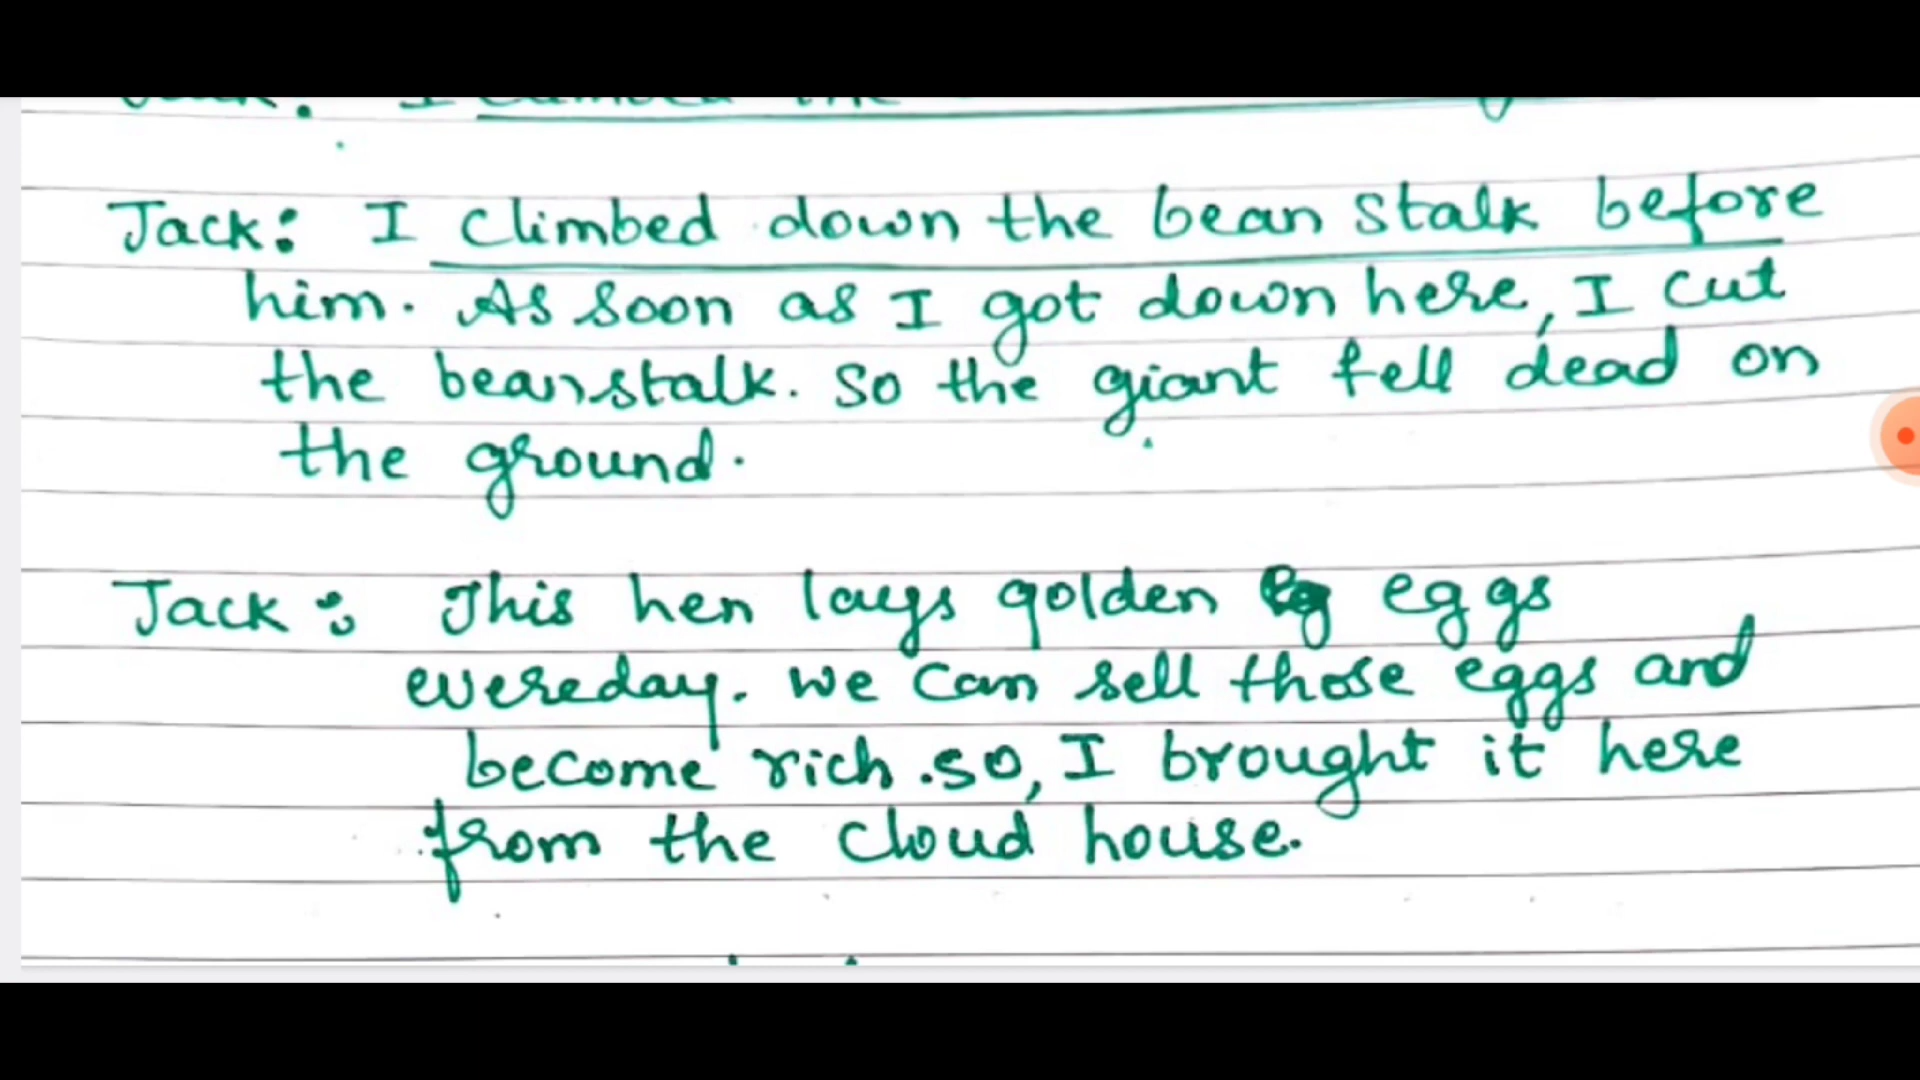 Jack: I climbed down the bean stalk before
him. As soon as I got down here, I cut
the beanstalk. So the giant fell dead on
the ground.
Jack: This hen lays golden eggs
evereday. We can sell those eggs and
become rich. so, I brought it here
from the cloud house.